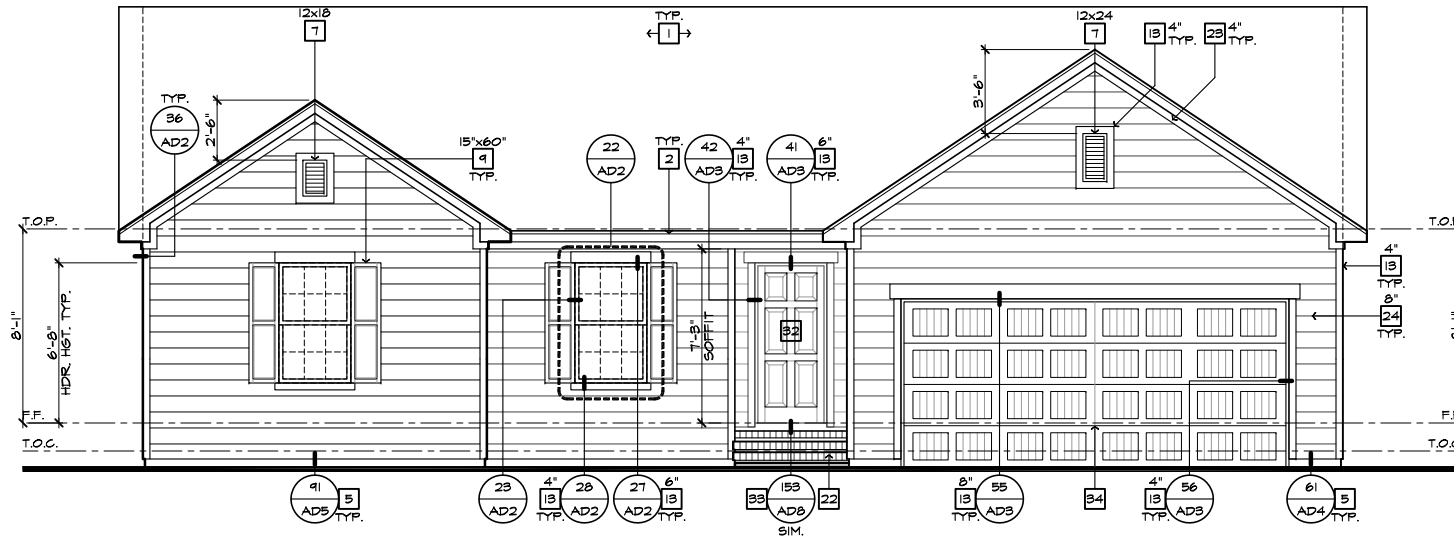 12x18
7
TYP.
1
12x24
7
13 4"
TYP.
23 4"
TYP.
3'-6"
TYP.
36
AD2
2'-6"
15"x60"
9
TYP.
22
AD2
TYP.
2
42
AD3
4"
13
TYP.
41
AD3
6"
13
TYP.
T.O.P.
T.O.P.
4"
13
TYP.
8"
24
TYP.
8'-1"
6'-8"
HDR. HGT. TYP.
7'-3"
SOFFIT
32
F.F.
T.O.C.
91
AD5
5
TYP.
23
AD2
4"
13
TYP.
28
AD2
27
AD2
6"
13
TYP.
33
153
AD8
SIM.
22
8"
13
TYP.
55
AD3
34
4"
13
TYP.
56
AD3
61
AD4
5
TYP.